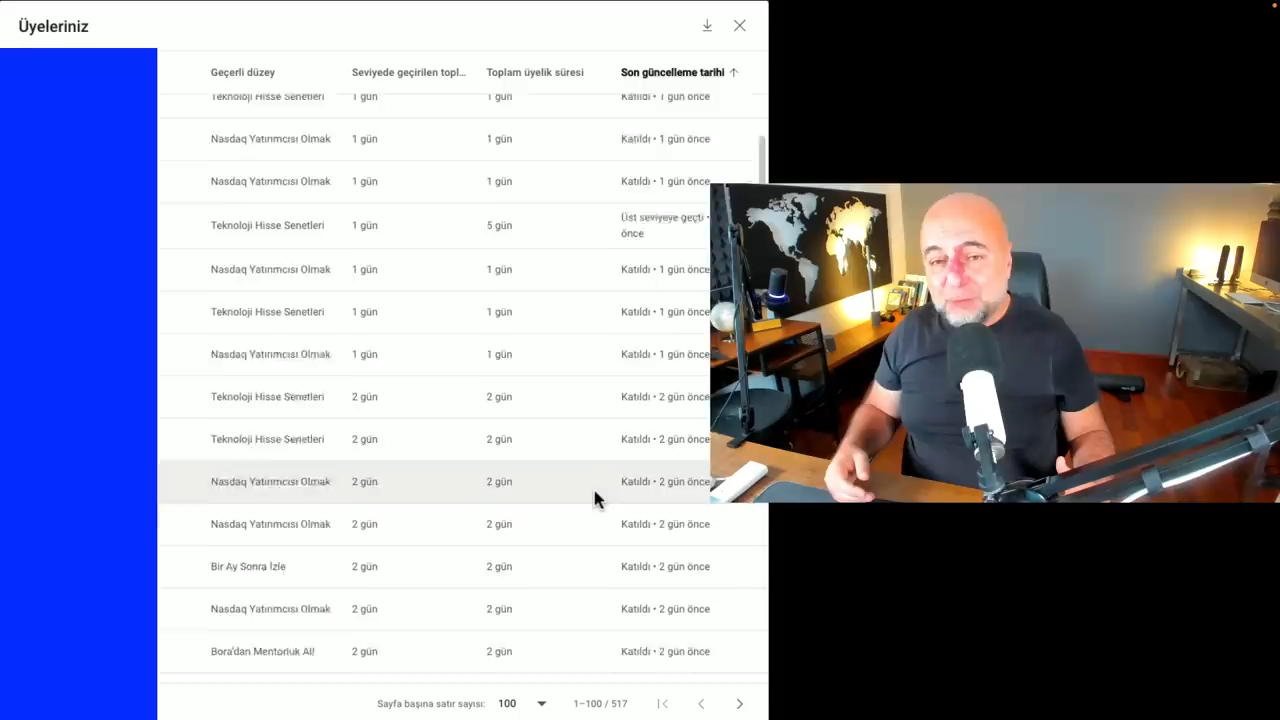 Üyeleriniz
Geçerli düzey Seviyede geçirilen topl... Toplam üyelik süresi Son güncelleme tarihi
Teknoloji Hisse Senetleri 1 gün 1 gün Katıldı • 1 gün önce
Nasdaq Yatırımcısı Olmak 1 gün 1 gün Katıldı • 1 gün önce
Nasdaq Yatırımcısı Olmak 1 gün 1 gün Katıldı • 1 gün önce
Teknoloji Hisse Senetleri 1 gün 5 gün Üst seviyeye geçti •
önce
Nasdaq Yatırımcısı Olmak 1 gün 1 gün Katıldı • 1 gün önce
Teknoloji Hisse Senetleri 1 gün 1 gün Katıldı • 1 gün önce
Nasdaq Yatırımcısı Olmak 1 gün 1 gün Katıldı • 1 gün önce
Teknoloji Hisse Senetleri 2 gün 2 gün Katıldı • 2 gün önce
Teknoloji Hisse Senetleri 2 gün 2 gün Katıldı • 2 gün önce
Nasdaq Yatırımcısı Olmak 2 gün 2 gün Katıldı • 2 gün önce
Nasdaq Yatırımcısı Olmak 2 gün 2 gün Katıldı • 2 gün önce
Bir Ay Sonra İzle 2 gün 2 gün Katıldı • 2 gün önce
Nasdaq Yatırımcısı Olmak 2 gün 2 gün Katıldı • 2 gün önce
Bora'dan Mentorluk Al! 2 gün 2 gün Katıldı • 2 gün önce
Sayfa başına satır sayısı: 100 1–100 / 517